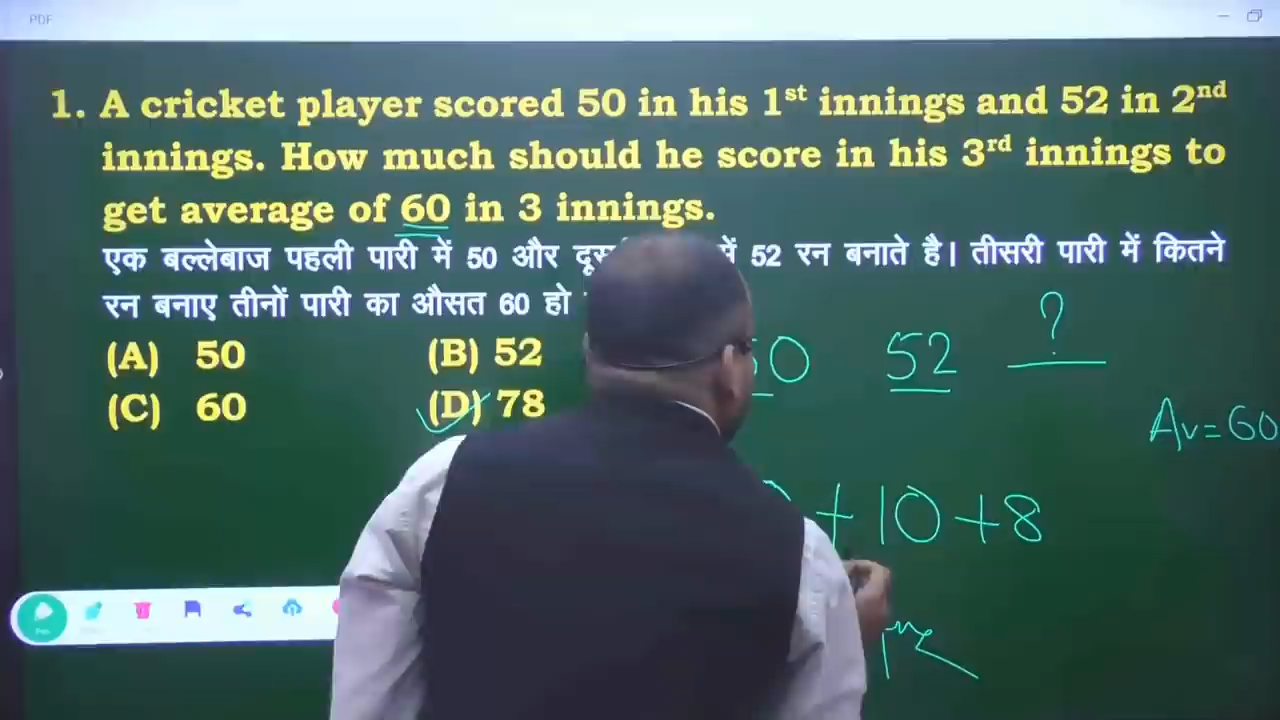 PDF
1. A cricket player scored 50 in his 1st innings and 52 in 2nd
innings. How much should he score in his 3rd innings to
get average of 60 in 3 innings.
एक बल्लेबाज पहली पारी में 50 और 52 रन बनाते है। तीसरी पारी में कितने
रन बनाए तीनों पारी का औसत 60 हो
(A) 50 (B) 52
(C) 60 (D) 78
?
52
Av=60
+10+8